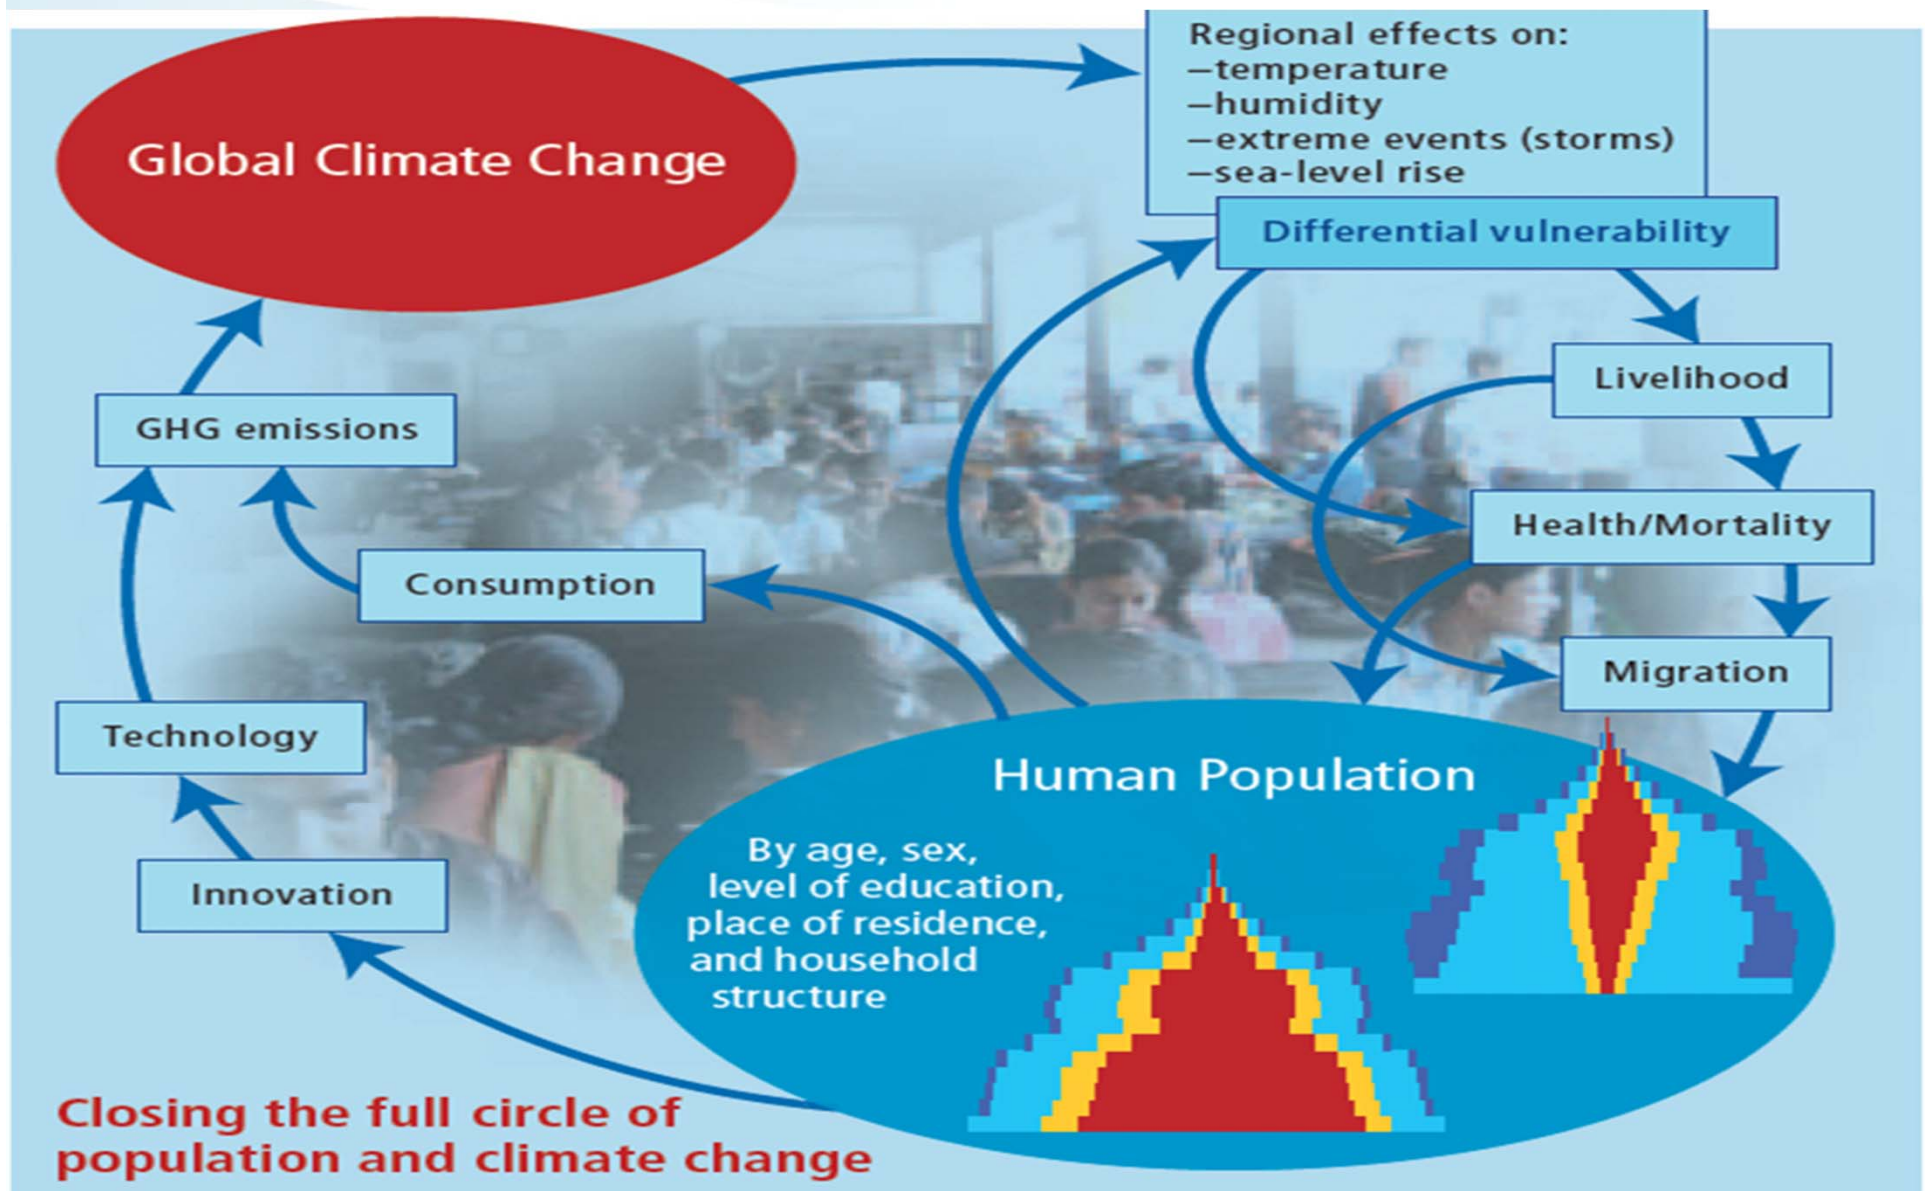 Global Climate Change
Regional effects on:
–temperature
–humidity
–extreme events (storms)
–sea-level rise
Differential vulnerability
Livelihood
GHG emissions
Health/Mortality
Consumption
Migration
Technology
Human Population
By age, sex,
level of education,
place of residence,
and household
structure
Innovation
Closing the full circle of
population and climate change